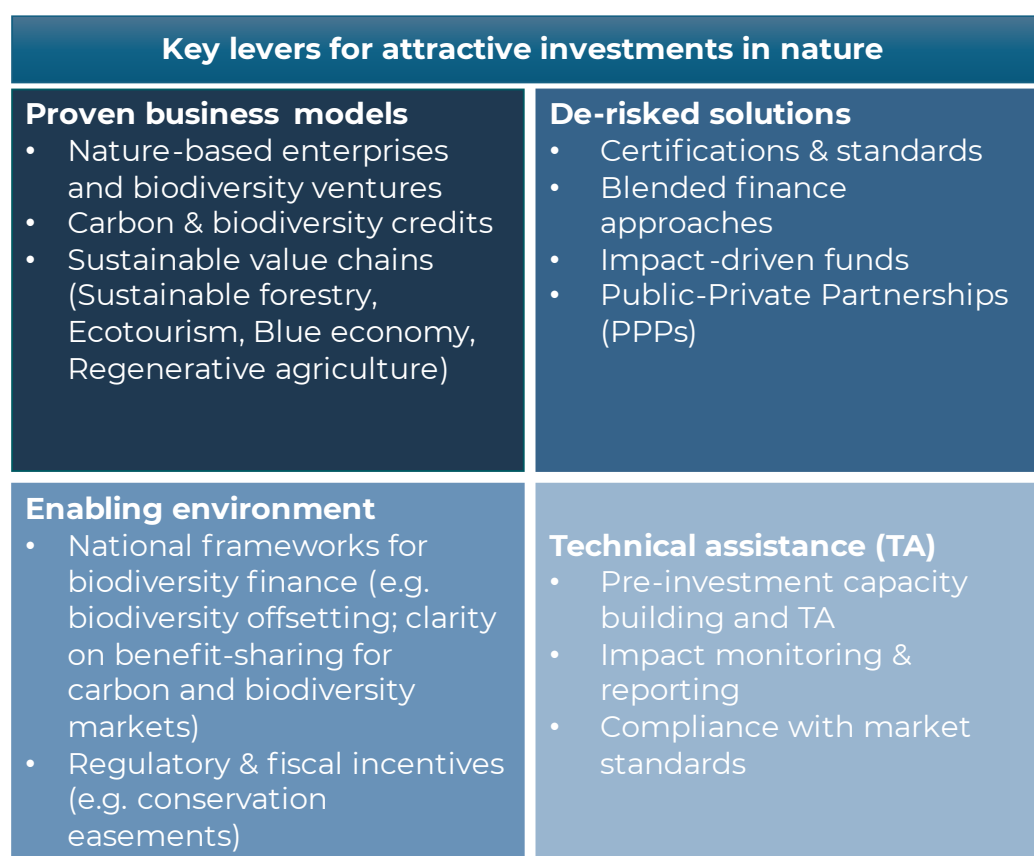 Key levers for attractive investments in nature
Proven business models
• Nature-based enterprises
and biodiversity ventures
• Carbon & biodiversity credits
• Sustainable value chains
(Sustainable forestry,
Ecotourism, Blue economy,
Regenerative agriculture)
De-risked solutions
• Certifications & standards
• Blended finance
approaches
• Impact-driven funds
• Public-Private Partnerships
(PPPs)
Enabling environment
• National frameworks for
biodiversity finance (e.g.
biodiversity offsetting; clarity
on benefit-sharing for
carbon and biodiversity
markets)
• Regulatory & fiscal incentives
(e.g. conservation
easements)
Technical assistance (TA)
• Pre-investment capacity
building and TA
• Impact monitoring &
reporting
• Compliance with market
standards